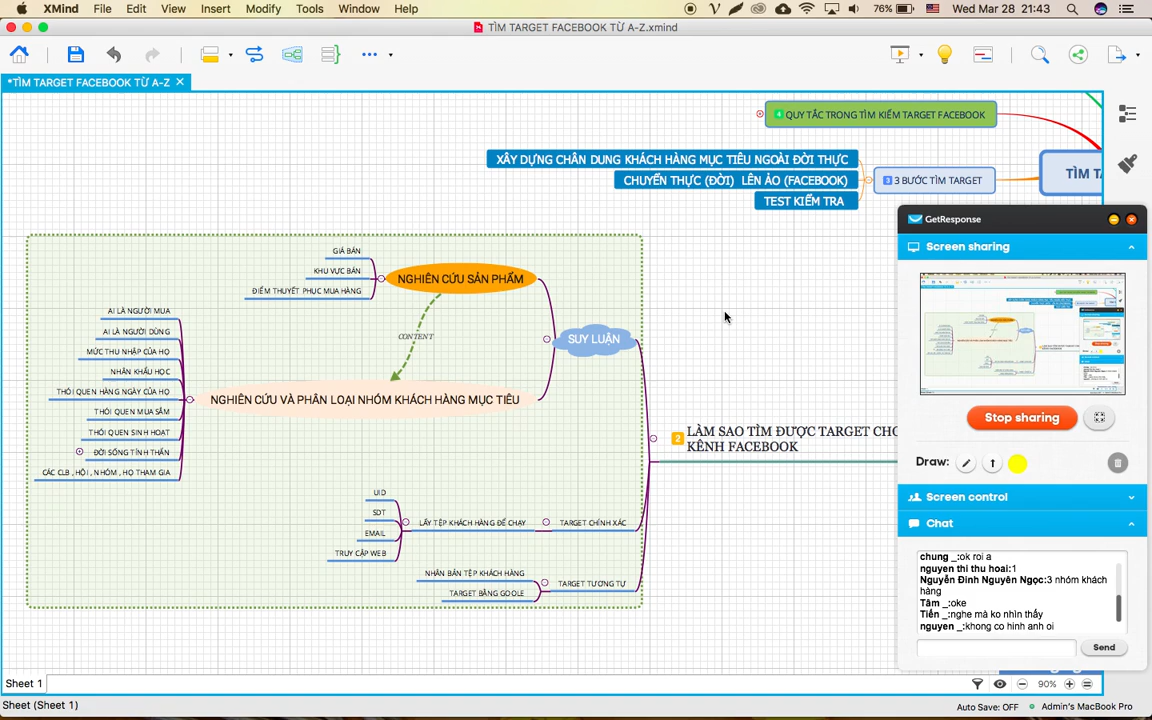 XMind File Edit View Insert Modify Tools Window Help
76% Wed Mar 28 21:43
TÌM TARGET FACEBOOK TỪ A-Z.xmind
*TÌM TARGET FACEBOOK TỪ A-Z
4 QUY TẮC TRONG TÌM KIẾM TARGET FACEBOOK
XÂY DỰNG CHÂN DUNG KHÁCH HÀNG MỤC TIÊU NGOÀI ĐỜI THỰC
CHUYỂN THỰC (ĐỜI) LÊN ẢO (FACEBOOK)
TEST KIỂM TRA
3 3 BƯỚC TÌM TARGET
TÌM
GIÁ BÁN
KHU VỰC BÁN
ĐIỂM THUYẾT PHỤC MUA HÀNG
NGHIÊN CỨU SẢN PHẨM
CONTENT
SUY LUẬN
AI LÀ NGƯỜI MUA
AI LÀ NGƯỜI DÙNG
MỨC THU NHẬP CỦA HỌ
NHÂN KHẨU HỌC
THÓI QUEN HÀNG NGÀY CỦA HỌ
THÓI QUEN MUA SẮM
THÓI QUEN SINH HOẠT
ĐỜI SỐNG TINH THẦN
CÁC CLB , HỘI , NHÓM , HỌ THAM GIA
NGHIÊN CỨU VÀ PHÂN LOẠI NHÓM KHÁCH HÀNG MỤC TIÊU
2 LÀM SAO TÌM ĐƯỢC TARGET CHO
KÊNH FACEBOOK
UID
SDT
EMAIL
TRUY CẬP WEB
LẤY TỆP KHÁCH HÀNG ĐỂ CHẠY
TARGET CHÍNH XÁC
NHÂN BẢN TỆP KHÁCH HÀNG
TARGET BẰNG GOOLE
TARGET TƯƠNG TỰ
GetResponse
Screen sharing
Stop sharing
Draw:
Screen control
Chat
chung _:ok roi a
nguyen thi thu hoai:1
Nguyễn Đinh Nguyên Ngọc:3 nhóm khách
hàng
Tâm _:oke
Tiến _:nghe mà ko nhìn thấy
nguyen _:khong co hinh anh oi
Send
Sheet 1
90%
Sheet (Sheet 1)
Auto Save: OFF Admin's MacBook Pro